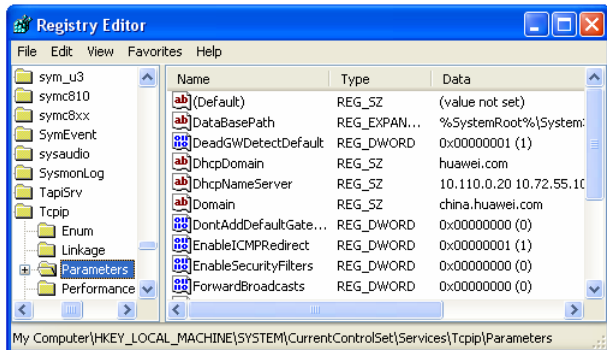 Registry Editor
File Edit View Favorites Help
sym_u3
symc810
symc8xx
SymEvent
sysaudio
SysmonLog
TapiSrv
Tcpip
Enum
Linkage
Parameters
Performance
Name Type Data
(Default) REG_SZ (value not set)
DataBasePath REG_EXPAN... %SystemRoot%\System
DeadGWDetectDefault REG_DWORD 0x00000001 (1)
DhcpDomain REG_SZ huawei.com
DhcpNameServer REG_SZ 10.110.0.20 10.72.55.10
Domain REG_SZ china.huawei.com
DontAddDefaultGate... REG_DWORD 0x00000000 (0)
EnableICMPRedirect REG_DWORD 0x00000001 (1)
EnableSecurityFilters REG_DWORD 0x00000000 (0)
ForwardBroadcasts REG_DWORD 0x00000000 (0)
My Computer\HKEY_LOCAL_MACHINE\SYSTEM\CurrentControlSet\Services\Tcpip\Parameters